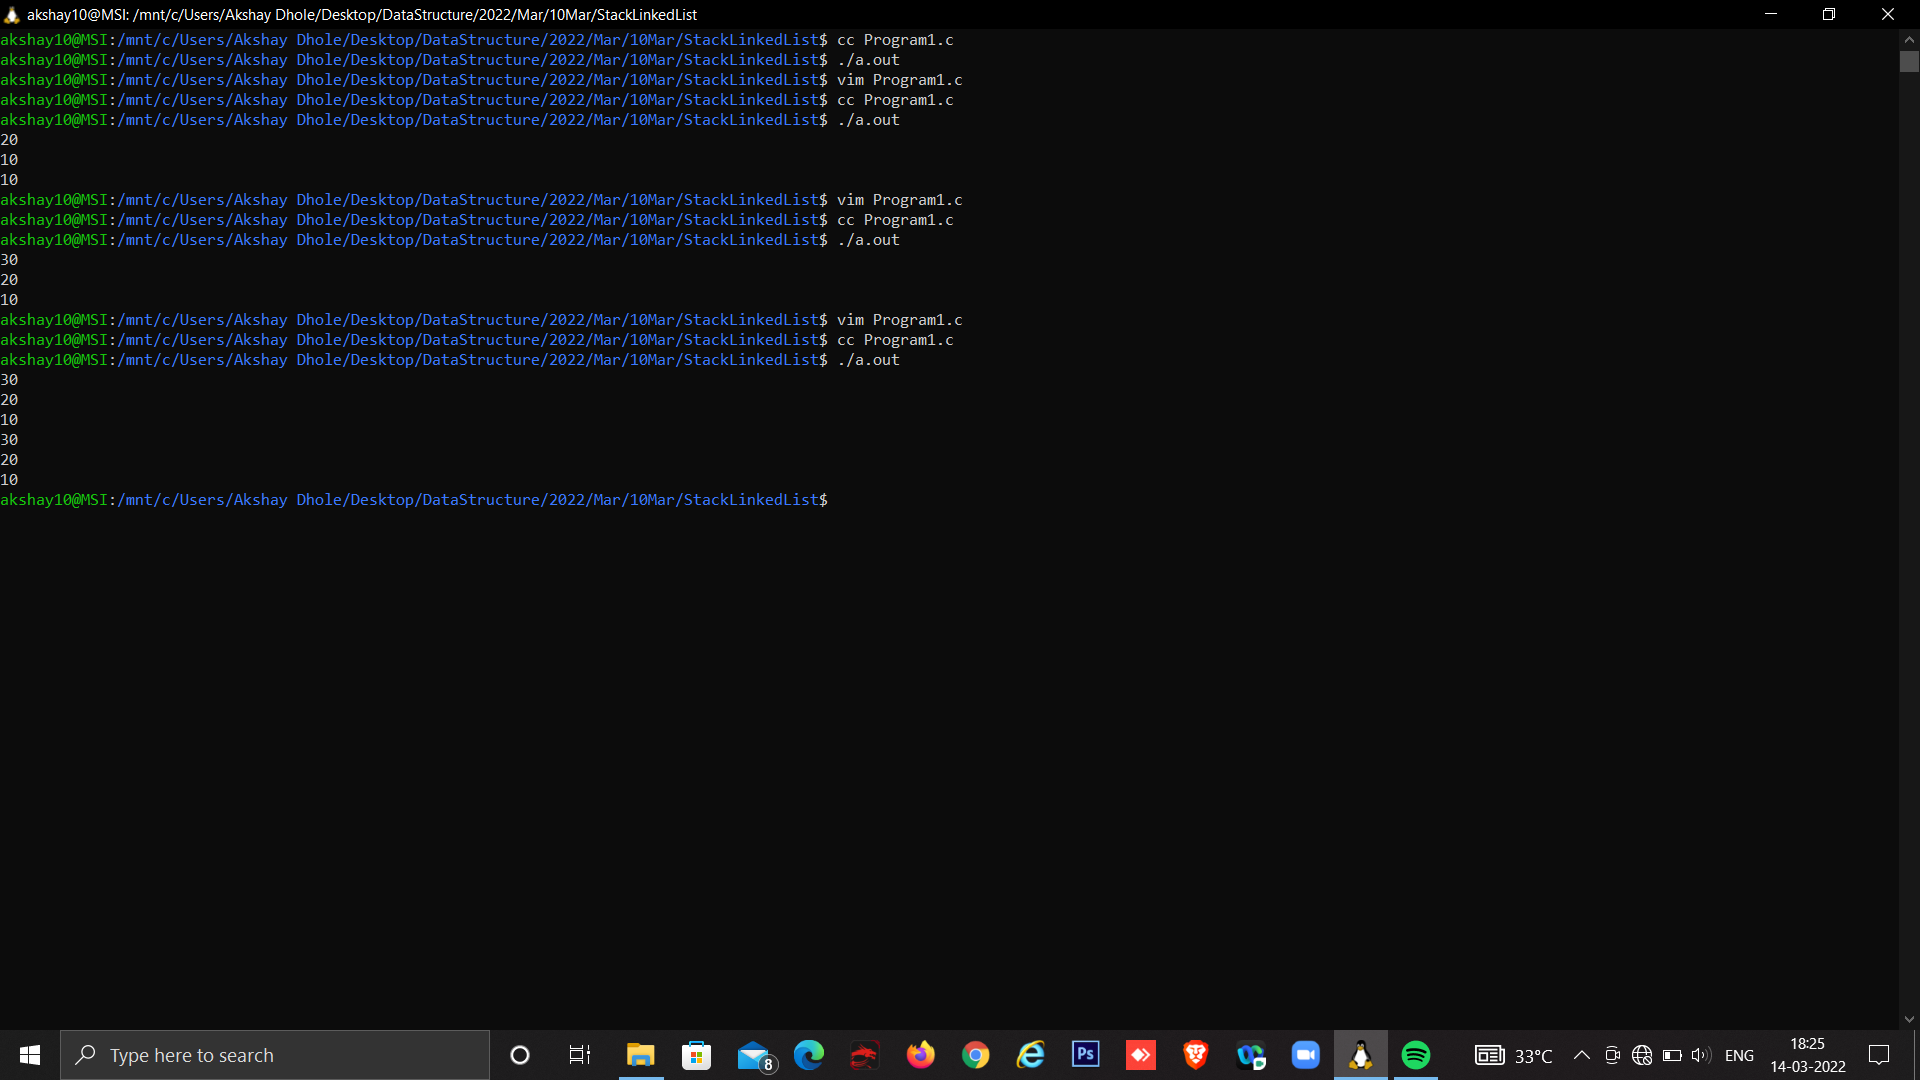 akshay10@MSI: /mnt/c/Users/Akshay Dhole/Desktop/DataStructure/2022/Mar/10Mar/StackLinkedList
akshay10@MSI:/mnt/c/Users/Akshay Dhole/Desktop/DataStructure/2022/Mar/10Mar/StackLinkedList$ cc Program1.c
akshay10@MSI:/mnt/c/Users/Akshay Dhole/Desktop/DataStructure/2022/Mar/10Mar/StackLinkedList$ ./a.out
akshay10@MSI:/mnt/c/Users/Akshay Dhole/Desktop/DataStructure/2022/Mar/10Mar/StackLinkedList$ vim Program1.c
akshay10@MSI:/mnt/c/Users/Akshay Dhole/Desktop/DataStructure/2022/Mar/10Mar/StackLinkedList$ cc Program1.c
akshay10@MSI:/mnt/c/Users/Akshay Dhole/Desktop/DataStructure/2022/Mar/10Mar/StackLinkedList$ ./a.out
20
10
10
akshay10@MSI:/mnt/c/Users/Akshay Dhole/Desktop/DataStructure/2022/Mar/10Mar/StackLinkedList$ vim Program1.c
akshay10@MSI:/mnt/c/Users/Akshay Dhole/Desktop/DataStructure/2022/Mar/10Mar/StackLinkedList$ cc Program1.c
akshay10@MSI:/mnt/c/Users/Akshay Dhole/Desktop/DataStructure/2022/Mar/10Mar/StackLinkedList$ ./a.out
30
20
10
akshay10@MSI:/mnt/c/Users/Akshay Dhole/Desktop/DataStructure/2022/Mar/10Mar/StackLinkedList$ vim Program1.c
akshay10@MSI:/mnt/c/Users/Akshay Dhole/Desktop/DataStructure/2022/Mar/10Mar/StackLinkedList$ cc Program1.c
akshay10@MSI:/mnt/c/Users/Akshay Dhole/Desktop/DataStructure/2022/Mar/10Mar/StackLinkedList$ ./a.out
30
20
10
30
20
10
akshay10@MSI:/mnt/c/Users/Akshay Dhole/Desktop/DataStructure/2022/Mar/10Mar/StackLinkedList$
Type here to search
8
Ps
33°C
ENG
18:25
14-03-2022